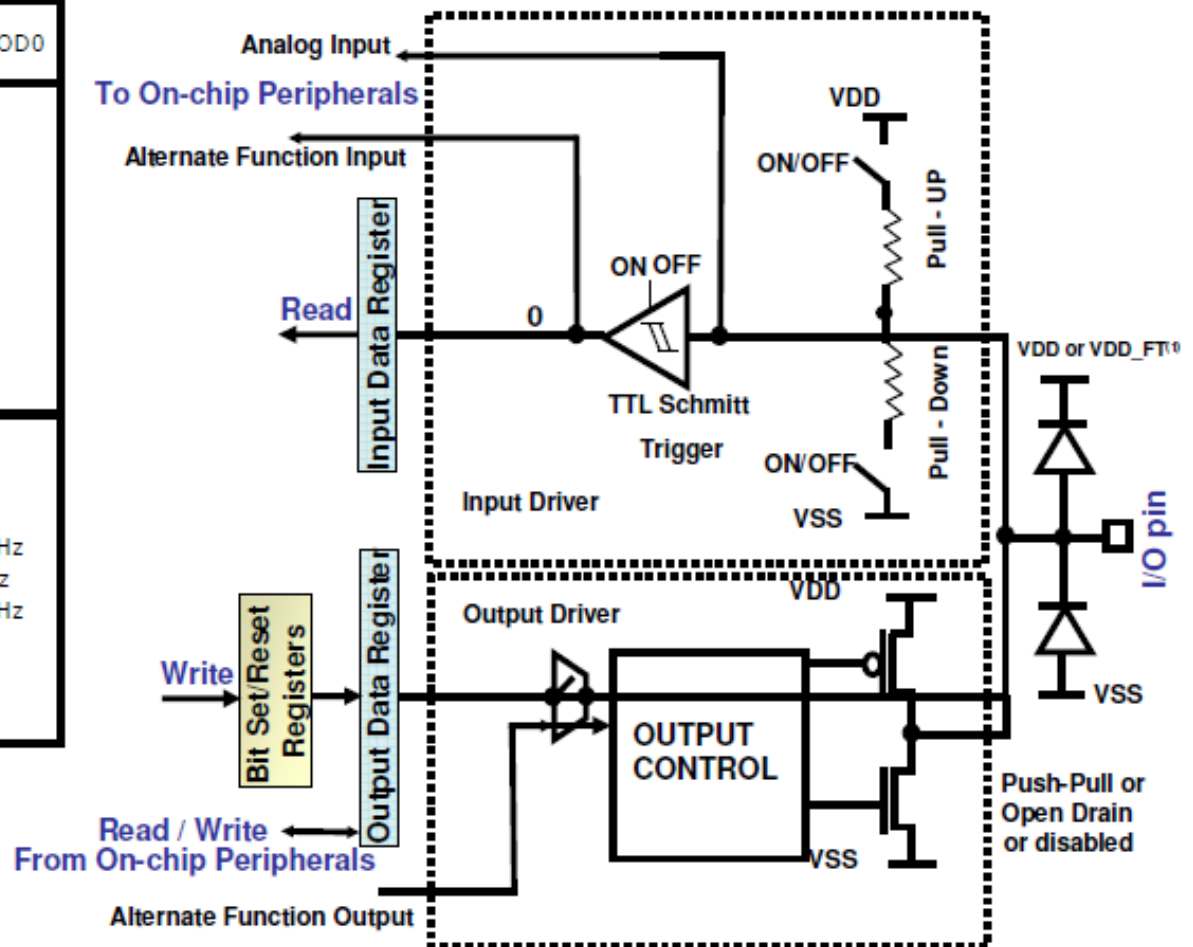 OD0
Hz
z
Hz
Analog Input
To On-chip Peripherals
Alternate Function Input
Read
Input Data Register
0
ON OFF
TTL Schmitt
Trigger
Input Driver
VDD
ON/OFF
Pull - UP
Pull - Down
ON/OFF
VSS
VDD or VDD_FT(1)
I/O pin
VSS
Write
Bit Set/Reset
Registers
Output Data Register
Read / Write
From On-chip Peripherals
Alternate Function Output
Output Driver
VDD
OUTPUT
CONTROL
VSS
Push-Pull or
Open Drain
or disabled